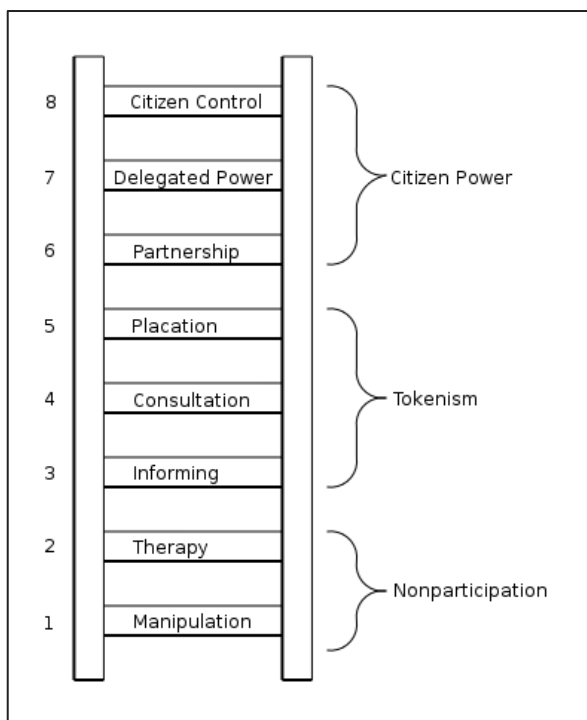 8 Citizen Control
7 Delegated Power
Citizen Power
6 Partnership
5 Placation
4 Consultation
Tokenism
3 Informing
2 Therapy
Nonparticipation
1 Manipulation